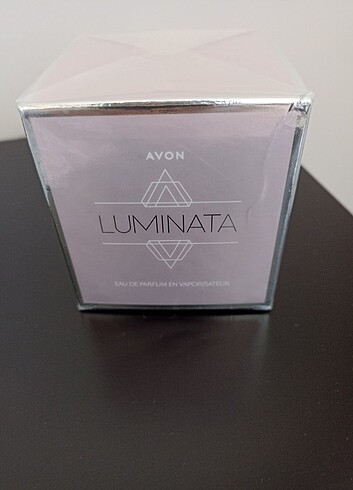 AVON
LUMINATA
EAU DE PARFUM EN VAPORISATEUR